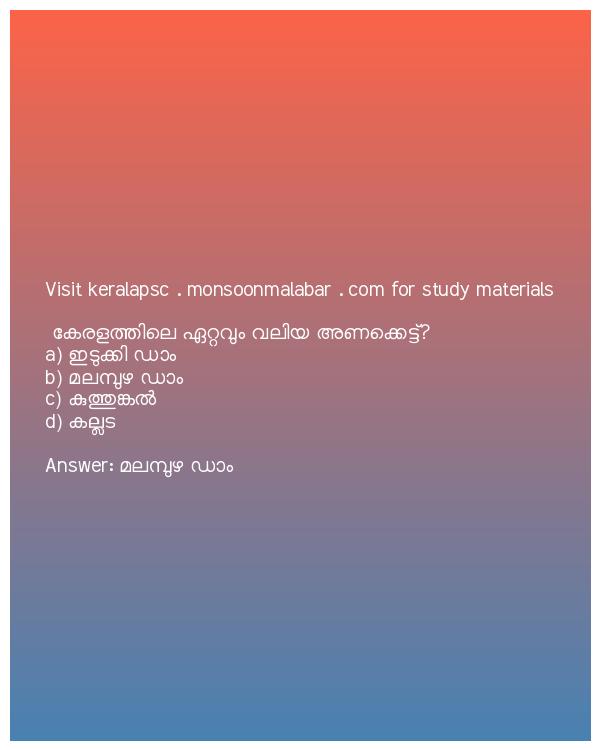 Visit keralapsc . monsoonmalabar . com for study materials
കേരളത്തിലെ ഏറ്റവും വലിയ അണക്കെട്ട്?
a) ഇടുക്കി ഡാം
b) മലമ്പുഴ ഡാം
c) കുത്തുങ്കൽ
d) കല്ലട
Answer: മലമ്പുഴ ഡാം